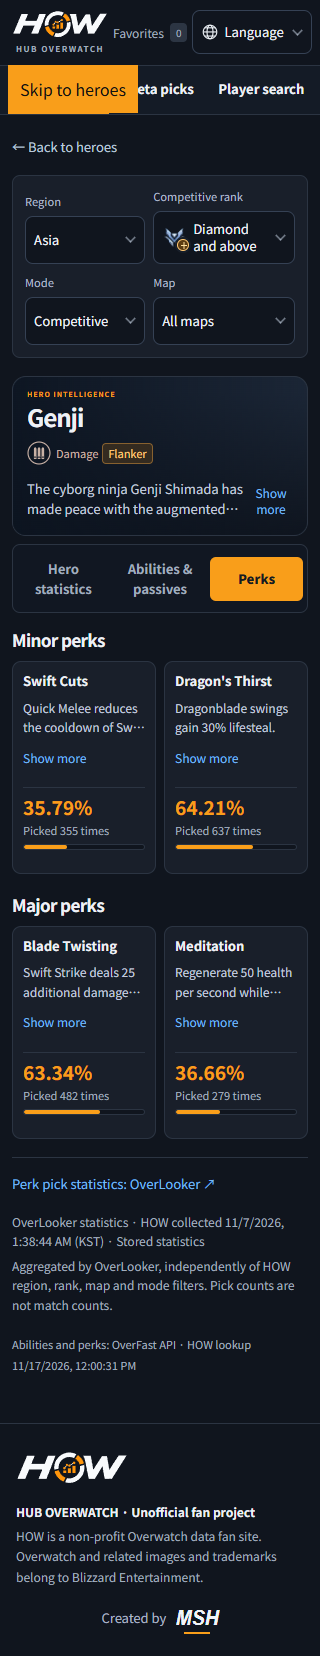 HOW
HUB OVERWATCH
Favorites 0
Language
Skip to heroes
eta picks
Player search
← Back to heroes
Region
Competitive rank
Asia
Diamond
and above
Mode
Map
Competitive
All maps
HERO INTELLIGENCE
Genji
Damage Flanker
The cyborg ninja Genji Shimada has
made peace with the augmented…
Show
more
Hero
statistics
Abilities &
passives
Perks
Minor perks
Swift Cuts
Quick Melee reduces
the cooldown of Sw…
Show more
35.79%
Picked 355 times
Dragon's Thirst
Dragonblade swings
gain 30% lifesteal.
Show more
64.21%
Picked 637 times
Major perks
Blade Twisting
Swift Strike deals 25
additional damage…
Show more
63.34%
Picked 482 times
Meditation
Regenerate 50 health
per second while…
Show more
36.66%
Picked 279 times
Perk pick statistics: OverLooker ↗
OverLooker statistics · HOW collected 11/7/2026,
1:38:44 AM (KST) · Stored statistics
Aggregated by OverLooker, independently of HOW
region, rank, map and mode filters. Pick counts are
not match counts.
Abilities and perks: OverFast API · HOW lookup
11/17/2026, 12:00:31 PM
HOW
HUB OVERWATCH · Unofficial fan project
HOW is a non-profit Overwatch data fan site.
Overwatch and related images and trademarks
belong to Blizzard Entertainment.
Created by MSH